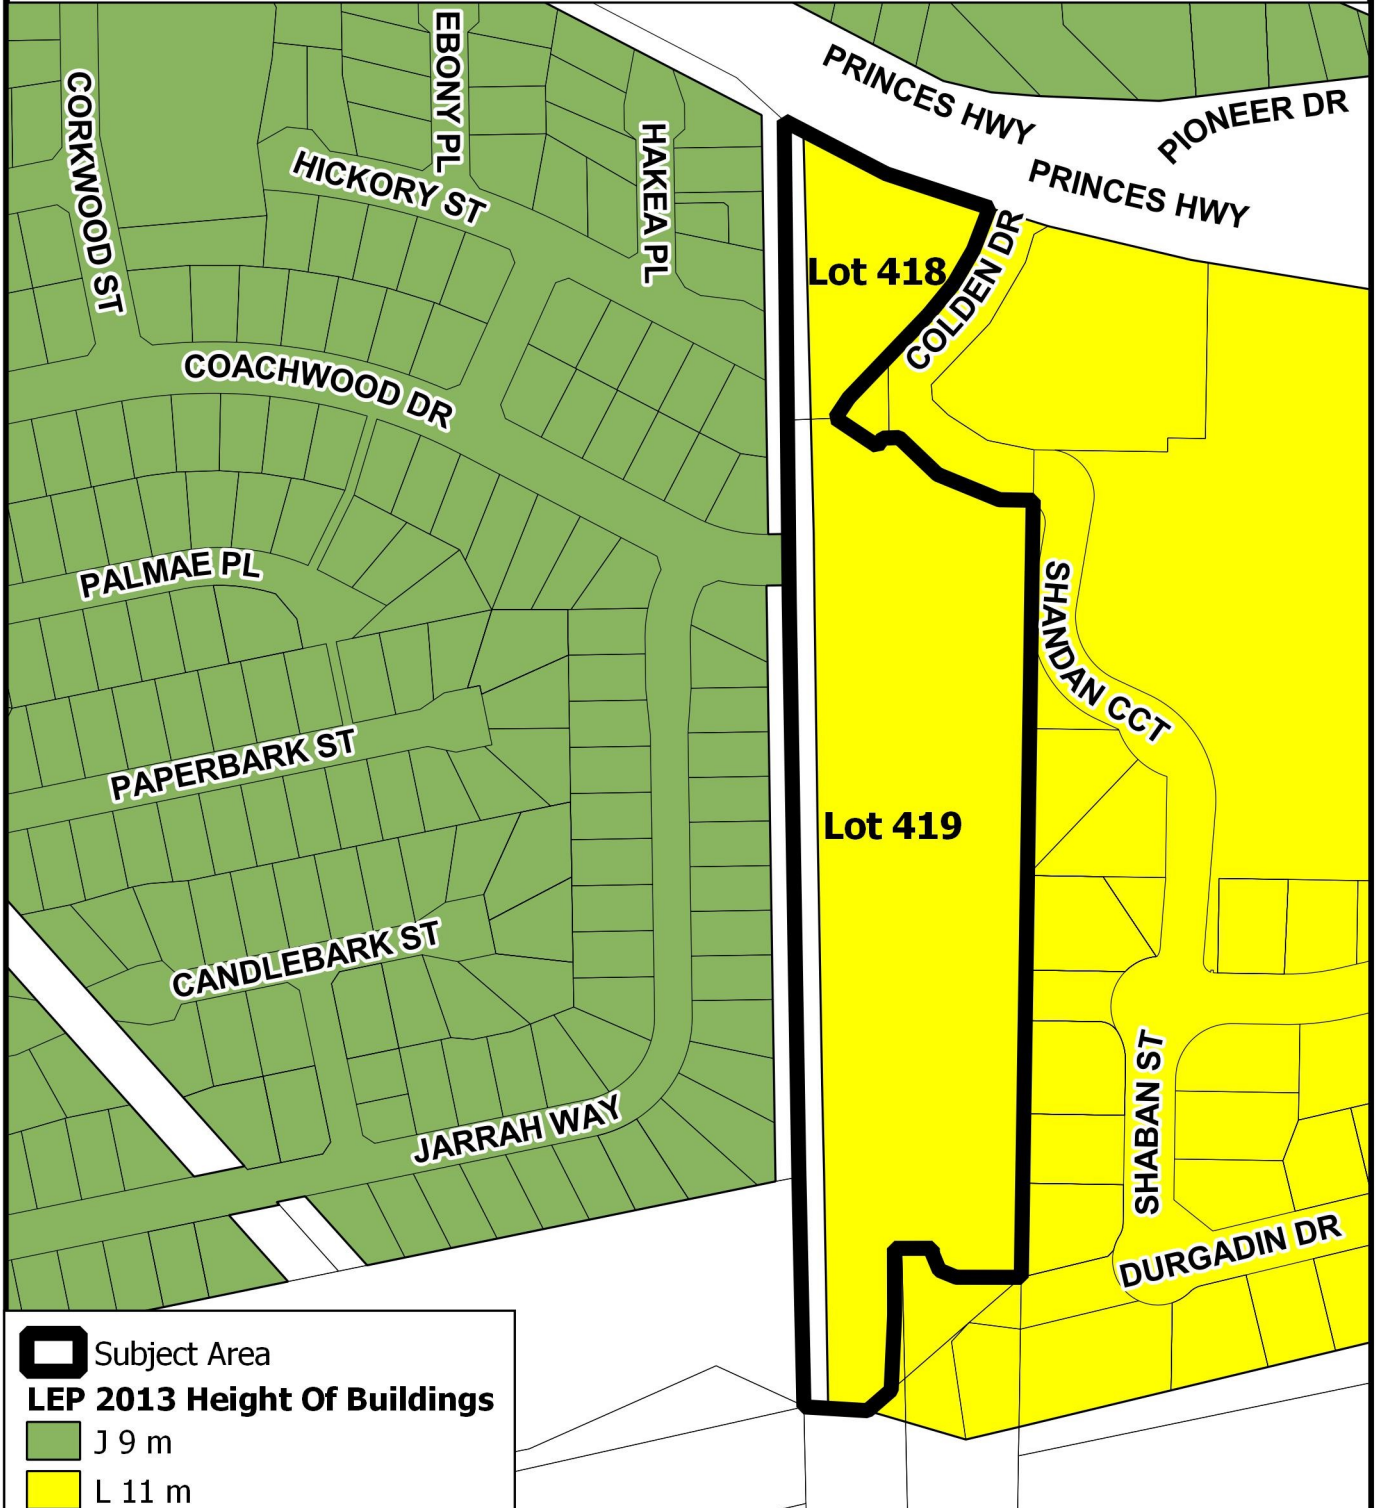 EBONY PL
PRINCES HWY
PIONEER DR
CORKWOOD ST
HICKORY ST
HAKEA PL
PRINCES HWY
Lot 418
COLDEN DR
COACHWOOD DR
PALMAE PL
SHANDAN CCT
PAPERBARK ST
Lot 419
CANDLEBARK ST
SHABAN ST
JARRAH WAY
DURGADIN DR
Subject Area
LEP 2013 Height Of Buildings
J 9 m
L 11 m